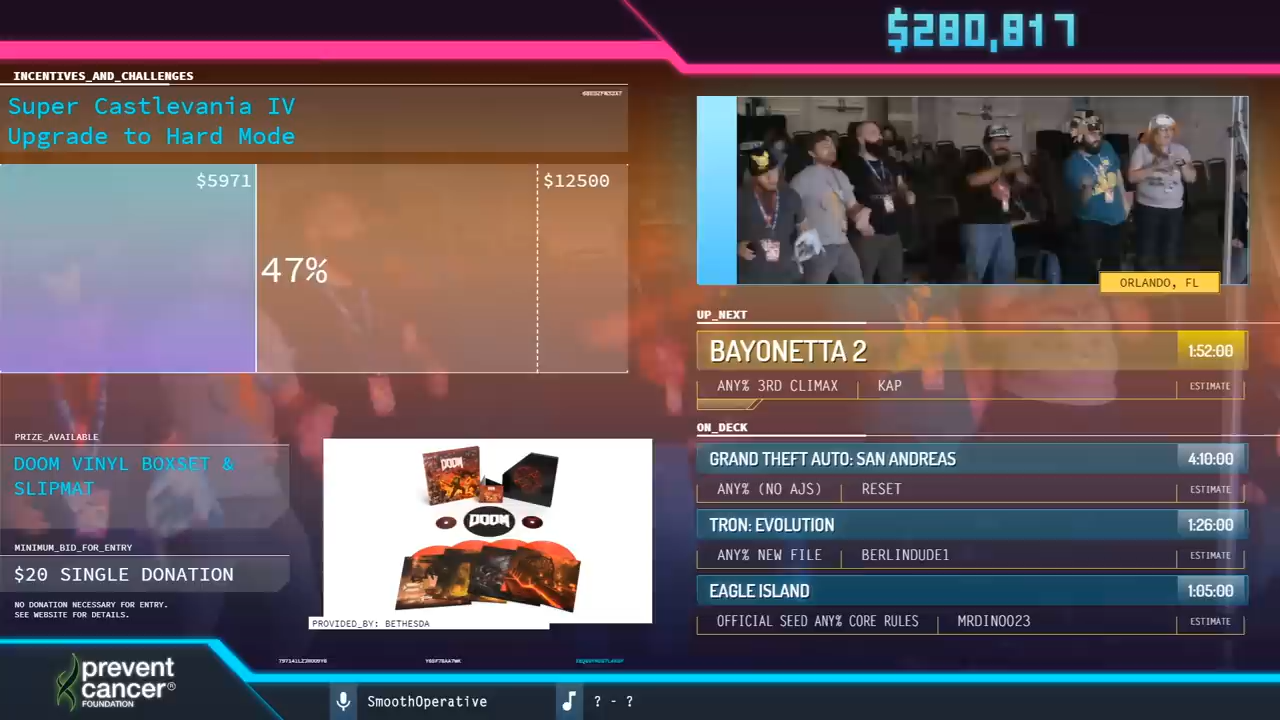 $280,817
INCENTIVES_AND_CHALLENGES
Super Castlevania IV
Upgrade to Hard Mode
$5971
$12500
47%
PRIZE_AVAILABLE
DOOM VINYL BOXSET &
SLIPMAT
MINIMUM_BID_FOR_ENTRY
$20 SINGLE DONATION
NO DONATION NECESSARY FOR ENTRY.
SEE WEBSITE FOR DETAILS.
DOOM
DOOM
PROVIDED_BY: BETHESDA
ORLANDO, FL
UP_NEXT
BAYONETTA 2
1:52:00
ANY% 3RD CLIMAX
KAP
ESTIMATE
ON_DECK
GRAND THEFT AUTO: SAN ANDREAS
4:10:00
ANY% (NO AJS)
RESET
ESTIMATE
TRON: EVOLUTION
1:26:00
ANY% NEW FILE
BERLINDUDE1
ESTIMATE
EAGLE ISLAND
1:05:00
OFFICIAL SEED ANY% CORE RULES
MRDINO023
ESTIMATE
prevent
cancer®
FOUNDATION
SmoothOperative
? - ?